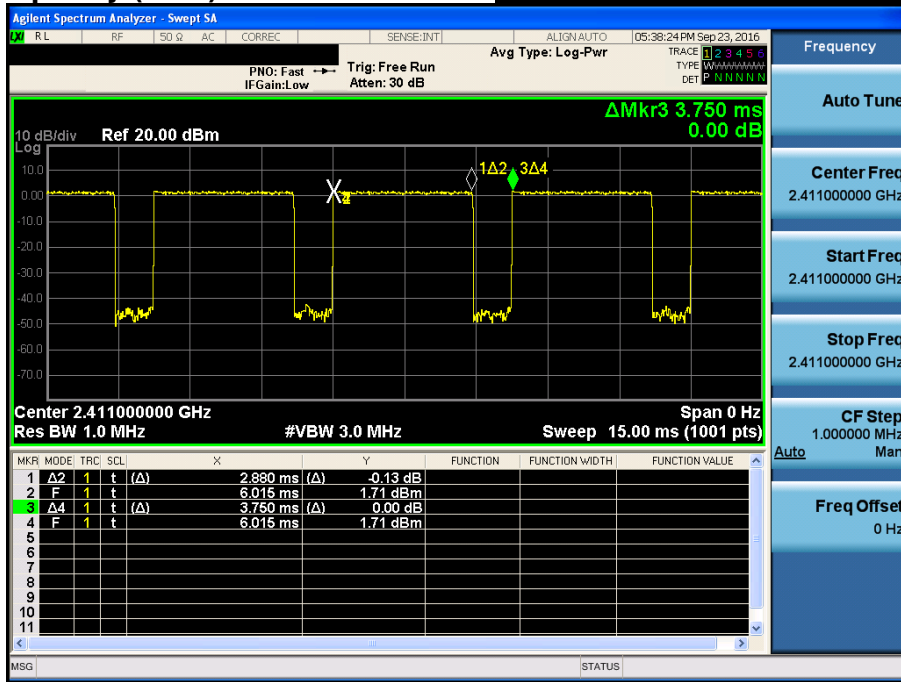 Agilent Spectrum Analyzer - Swept SA
LXI RL RF 50 Ω AC CORREC SENSE:INT ALIGN AUTO 05:38:24 PM Sep 23, 2016
Avg Type: Log-Pwr TRACE 1 2 3 4 5 6
TYPE WWWWWW
DET P N N N N N
PNO: Fast Trig: Free Run
IFGain:Low Atten: 30 dB
ΔMkr3 3.750 ms
0.00 dB
10 dB/div Ref 20.00 dBm
Log
10.0
0.00
-10.0
-20.0
-30.0
-40.0
-50.0
-60.0
-70.0
1Δ2 3Δ4
Center 2.411000000 GHz Span 0 Hz
Res BW 1.0 MHz #VBW 3.0 MHz Sweep 15.00 ms (1001 pts)
MKR MODE TRC SCL X Y FUNCTION FUNCTION WIDTH FUNCTION VALUE
1 Δ2 1 t (Δ) 2.880 ms (Δ) -0.13 dB
2 F 1 t 6.015 ms 1.71 dBm
3 Δ4 1 t (Δ) 3.750 ms (Δ) 0.00 dB
4 F 1 t 6.015 ms 1.71 dBm
5
6
7
8
9
10
11
MSG STATUS
Frequency
Auto Tune
Center Freq
2.411000000 GHz
Start Freq
2.411000000 GHz
Stop Freq
2.411000000 GHz
CF Step
1.000000 MHz
Auto Man
Freq Offset
0 Hz